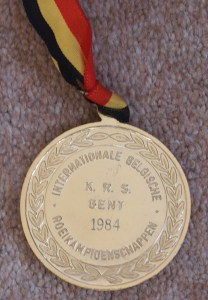 · INTERNATIONALE BELGISCHE ·
K. R. S.
GENT
1984
ROEIKAMPIOENSCHAPPEN